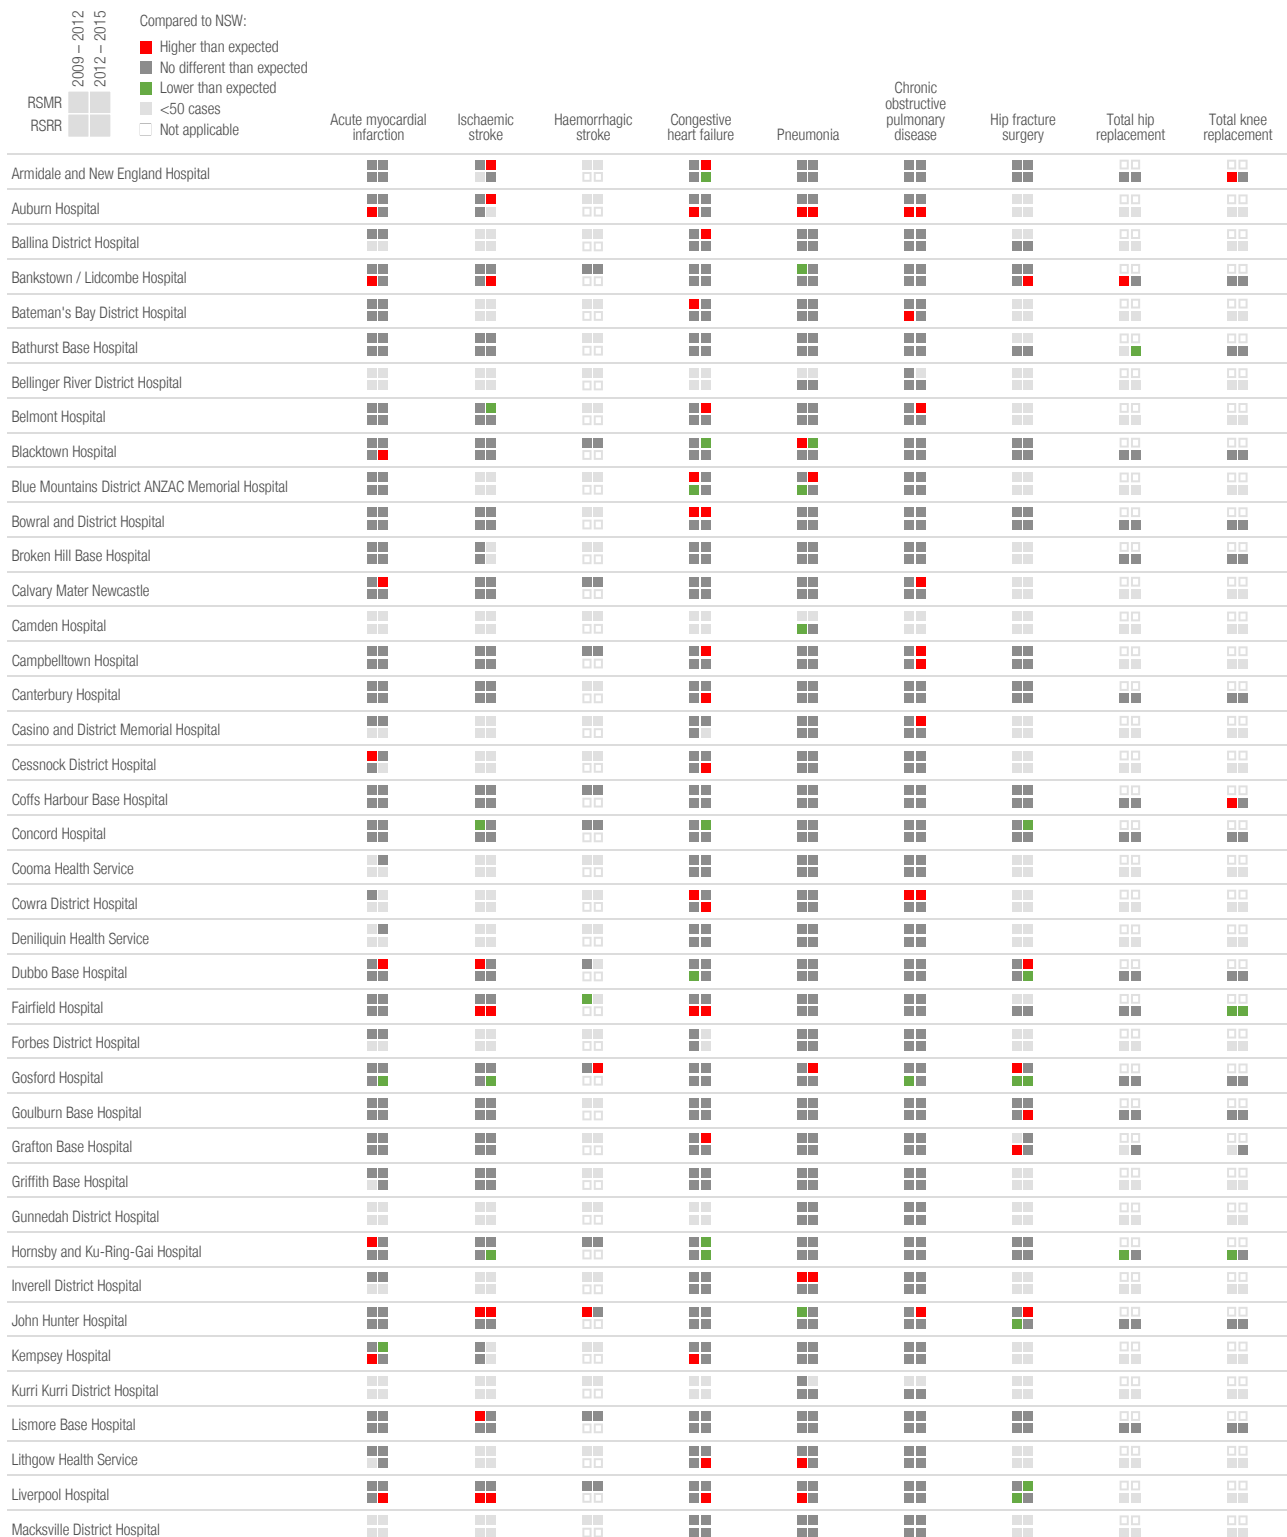 2009 – 2012
2012 – 2015
Compared to NSW:
Higher than expected
No different than expected
Lower than expected
<50 cases
Not applicable
RSMR
RSRR
Acute myocardial
infarction
Ischaemic
stroke
Haemorrhagic
stroke
Congestive
heart failure
Pneumonia
Chronic
obstructive
pulmonary
disease
Hip fracture
surgery
Total hip
replacement
Total knee
replacement
Armidale and New England Hospital
Auburn Hospital
Ballina District Hospital
Bankstown / Lidcombe Hospital
Bateman's Bay District Hospital
Bathurst Base Hospital
Bellinger River District Hospital
Belmont Hospital
Blacktown Hospital
Blue Mountains District ANZAC Memorial Hospital
Bowral and District Hospital
Broken Hill Base Hospital
Calvary Mater Newcastle
Camden Hospital
Campbelltown Hospital
Canterbury Hospital
Casino and District Memorial Hospital
Cessnock District Hospital
Coffs Harbour Base Hospital
Concord Hospital
Cooma Health Service
Cowra District Hospital
Deniliquin Health Service
Dubbo Base Hospital
Fairfield Hospital
Forbes District Hospital
Gosford Hospital
Goulburn Base Hospital
Grafton Base Hospital
Griffith Base Hospital
Gunnedah District Hospital
Hornsby and Ku-Ring-Gai Hospital
Inverell District Hospital
John Hunter Hospital
Kempsey Hospital
Kurri Kurri District Hospital
Lismore Base Hospital
Lithgow Health Service
Liverpool Hospital
Macksville District Hospital